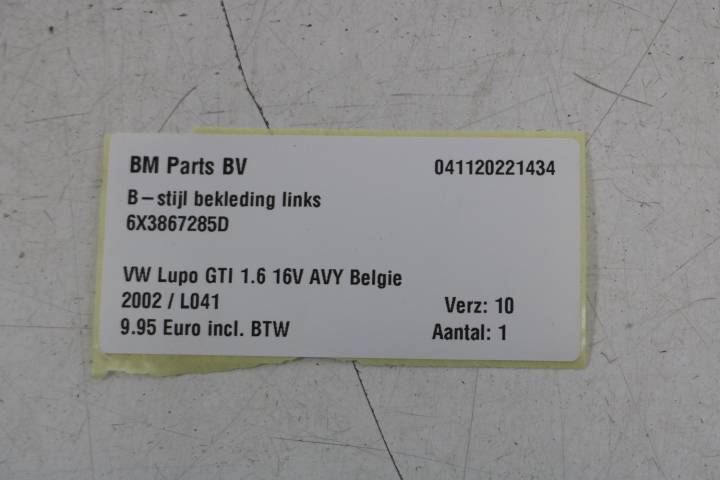 BM Parts BV 041120221434
B-stijl bekleding links
6X3867285D
VW Lupo GTI 1.6 16V AVY Belgie
2002 / L041 Verz: 10
9.95 Euro incl. BTW Aantal: 1